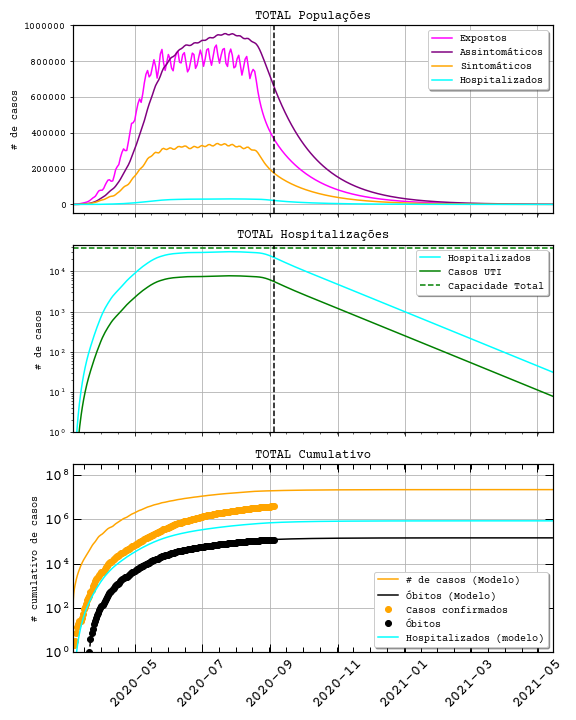 TOTAL Populações
# de casos
1000000
800000
600000
400000
200000
0
Expostos
Assintomáticos
Sintomáticos
Hospitalizados
TOTAL Hospitalizações
# de casos
10⁴
10³
10²
10¹
10⁰
Hospitalizados
Casos UTI
Capacidade Total
TOTAL Cumulativo
# cumulativo de casos
10⁸
10⁶
10⁴
10²
10⁰
# de casos (Modelo)
Óbitos (Modelo)
Casos confirmados
Óbitos
Hospitalizados (modelo)
2020-05
2020-07
2020-09
2020-11
2021-01
2021-03
2021-05